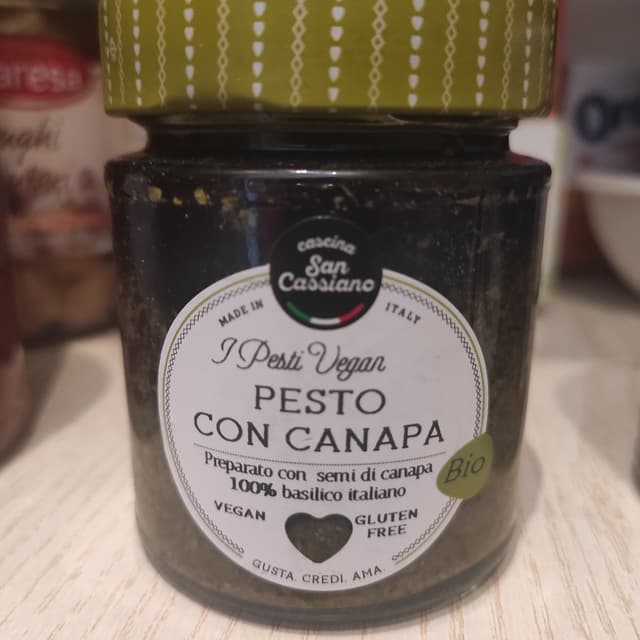 cascina
San
Cassiano
MADE IN ITALY
I Pesti Vegan
PESTO
CON CANAPA
Preparato con semi di canapa
100% basilico italiano
Bio
VEGAN
GLUTEN
FREE
GUSTA. CREDI. AMA.